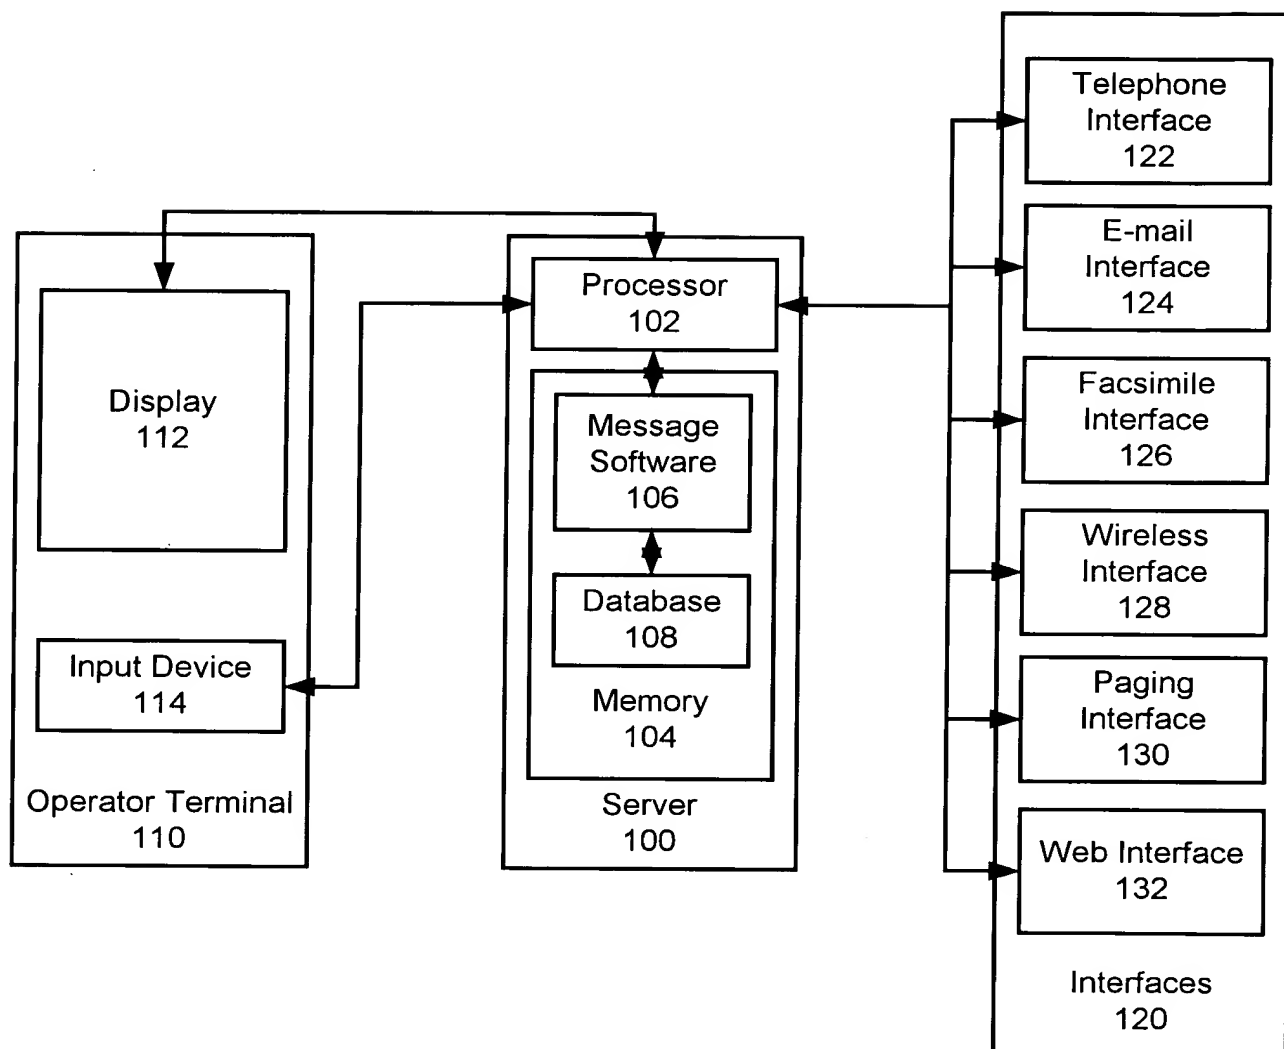 Display
112
Input Device
114
Operator Terminal
110
Processor
102
Message
Software
106
Database
108
Memory
104
Server
100
Telephone
Interface
122
E-mail
Interface
124
Facsimile
Interface
126
Wireless
Interface
128
Paging
Interface
130
Web Interface
132
Interfaces
120